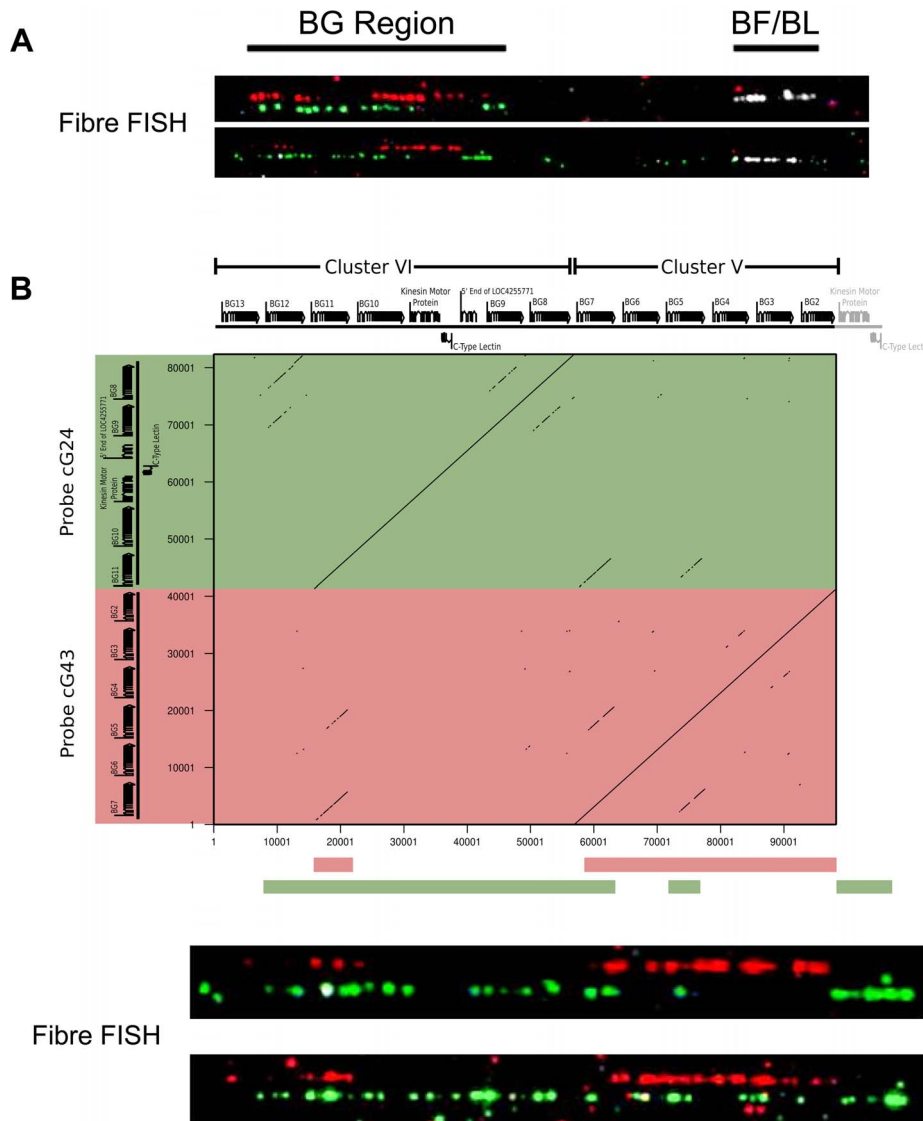 A
BG Region
BF/BL
Fibre FISH
B
Cluster VI
Cluster V
BG13
BG12
BG11
BG10
Kinesin Motor
Protein
5' End of LOC4255771
BG9
BG8
BG7
BG6
BG5
BG4
BG3
BG2
Kinesin Motor
Protein
C-Type Lectin
C-Type Lect
Probe cG24
BG8
BG9
5' End of LOC4255771
C-Type Lectin
Kinesin Motor
Protein
BG10
BG11
Probe cG43
BG2
BG3
BG4
BG5
BG6
BG7
80001
70001
60001
50001
40001
30001
20001
10001
1
1
10001
20001
30001
40001
50001
60001
70001
80001
90001
Fibre FISH